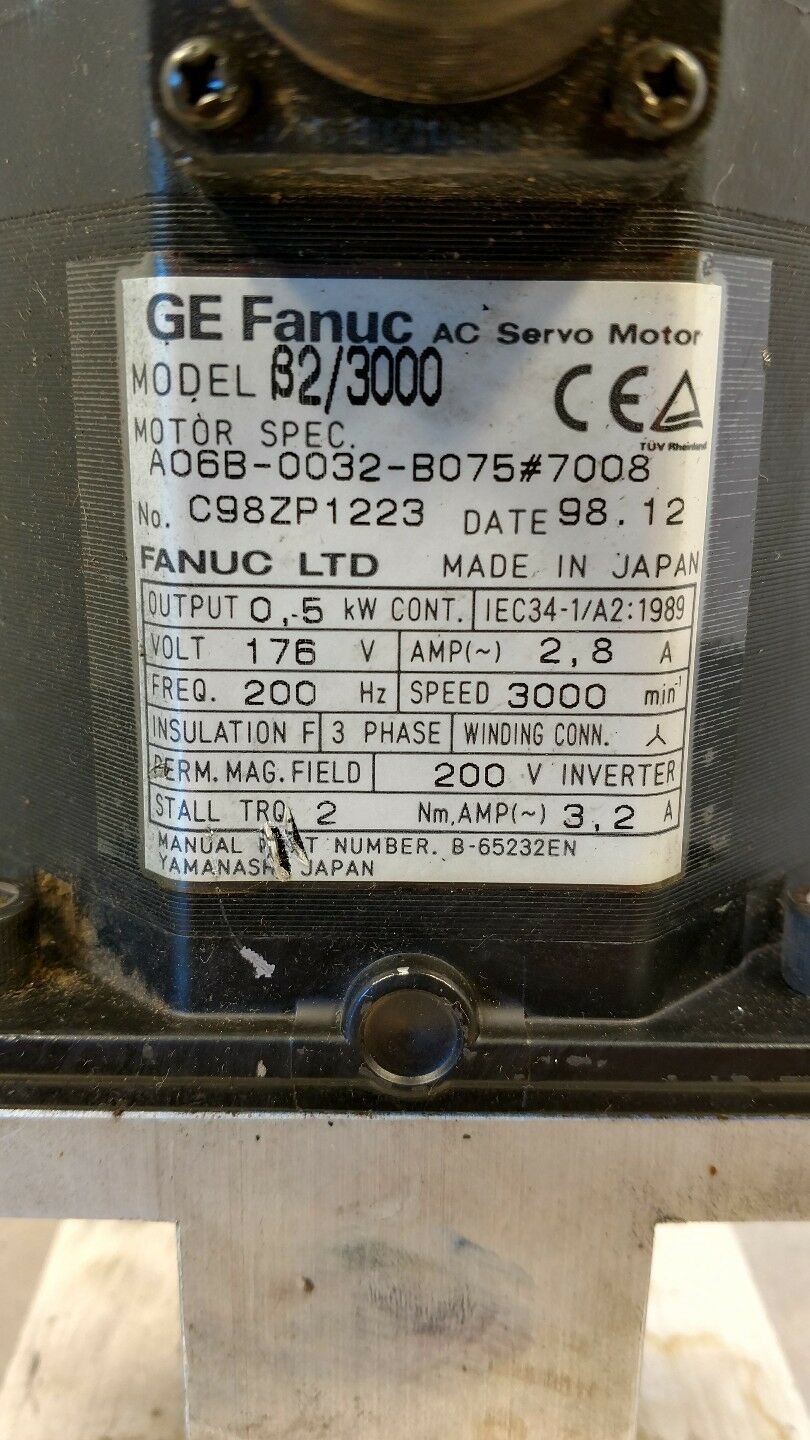 GE Fanuc AC Servo Motor
MODEL β2/3000
CE
TÜV Rheinland
MOTOR SPEC.
A06B-0032-B075#7008
No. C98ZP1223 DATE 98.12
FANUC LTD MADE IN JAPAN
OUTPUT 0,5 kW CONT. IEC34-1/A2:1989
VOLT 176 V AMP(~) 2,8 A
FREQ. 200 Hz SPEED 3000 min⁻¹
INSULATION F 3 PHASE WINDING CONN. ⅄
PERM. MAG. FIELD 200 V INVERTER
STALL TRQ. 2 Nm, AMP(~) 3,2 A
MANUAL NUMBER. B-65232EN
YAMANASHI JAPAN